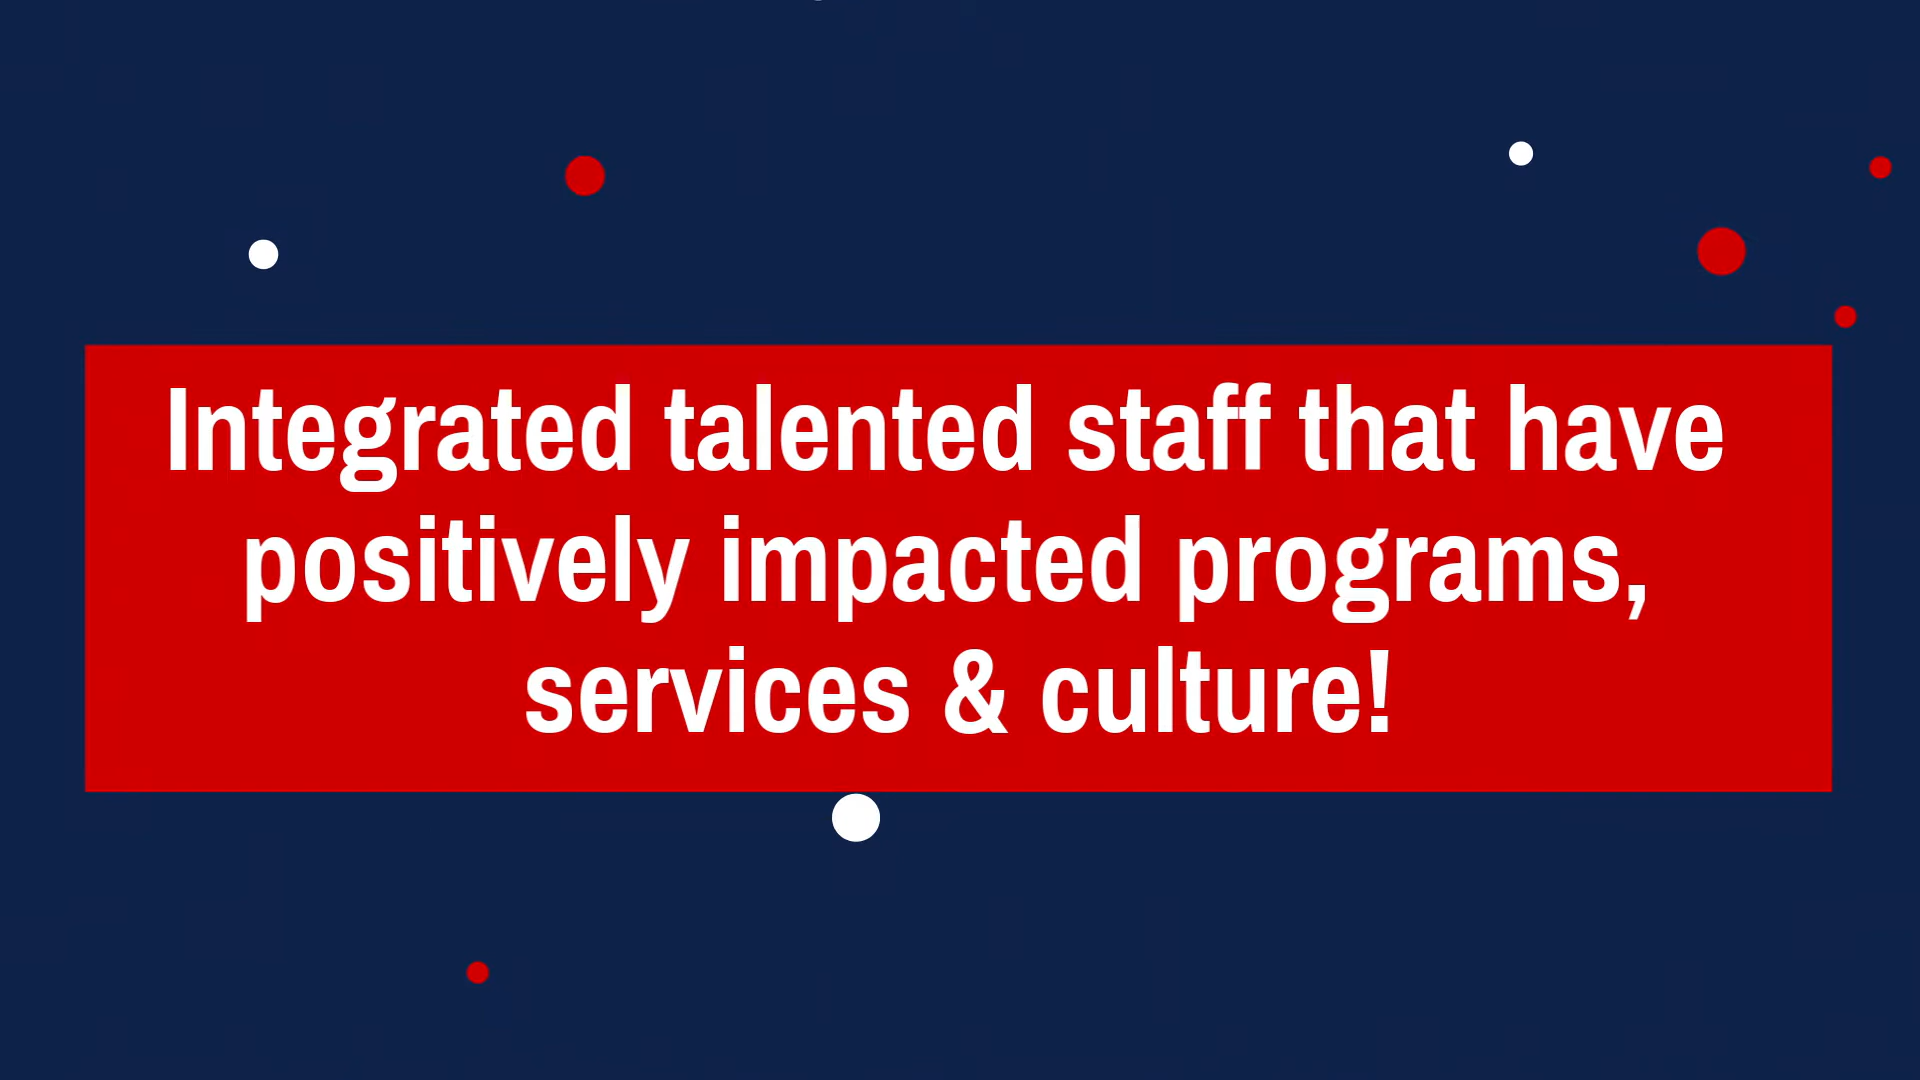 Integrated talented staff that have
positively impacted programs,
services & culture!